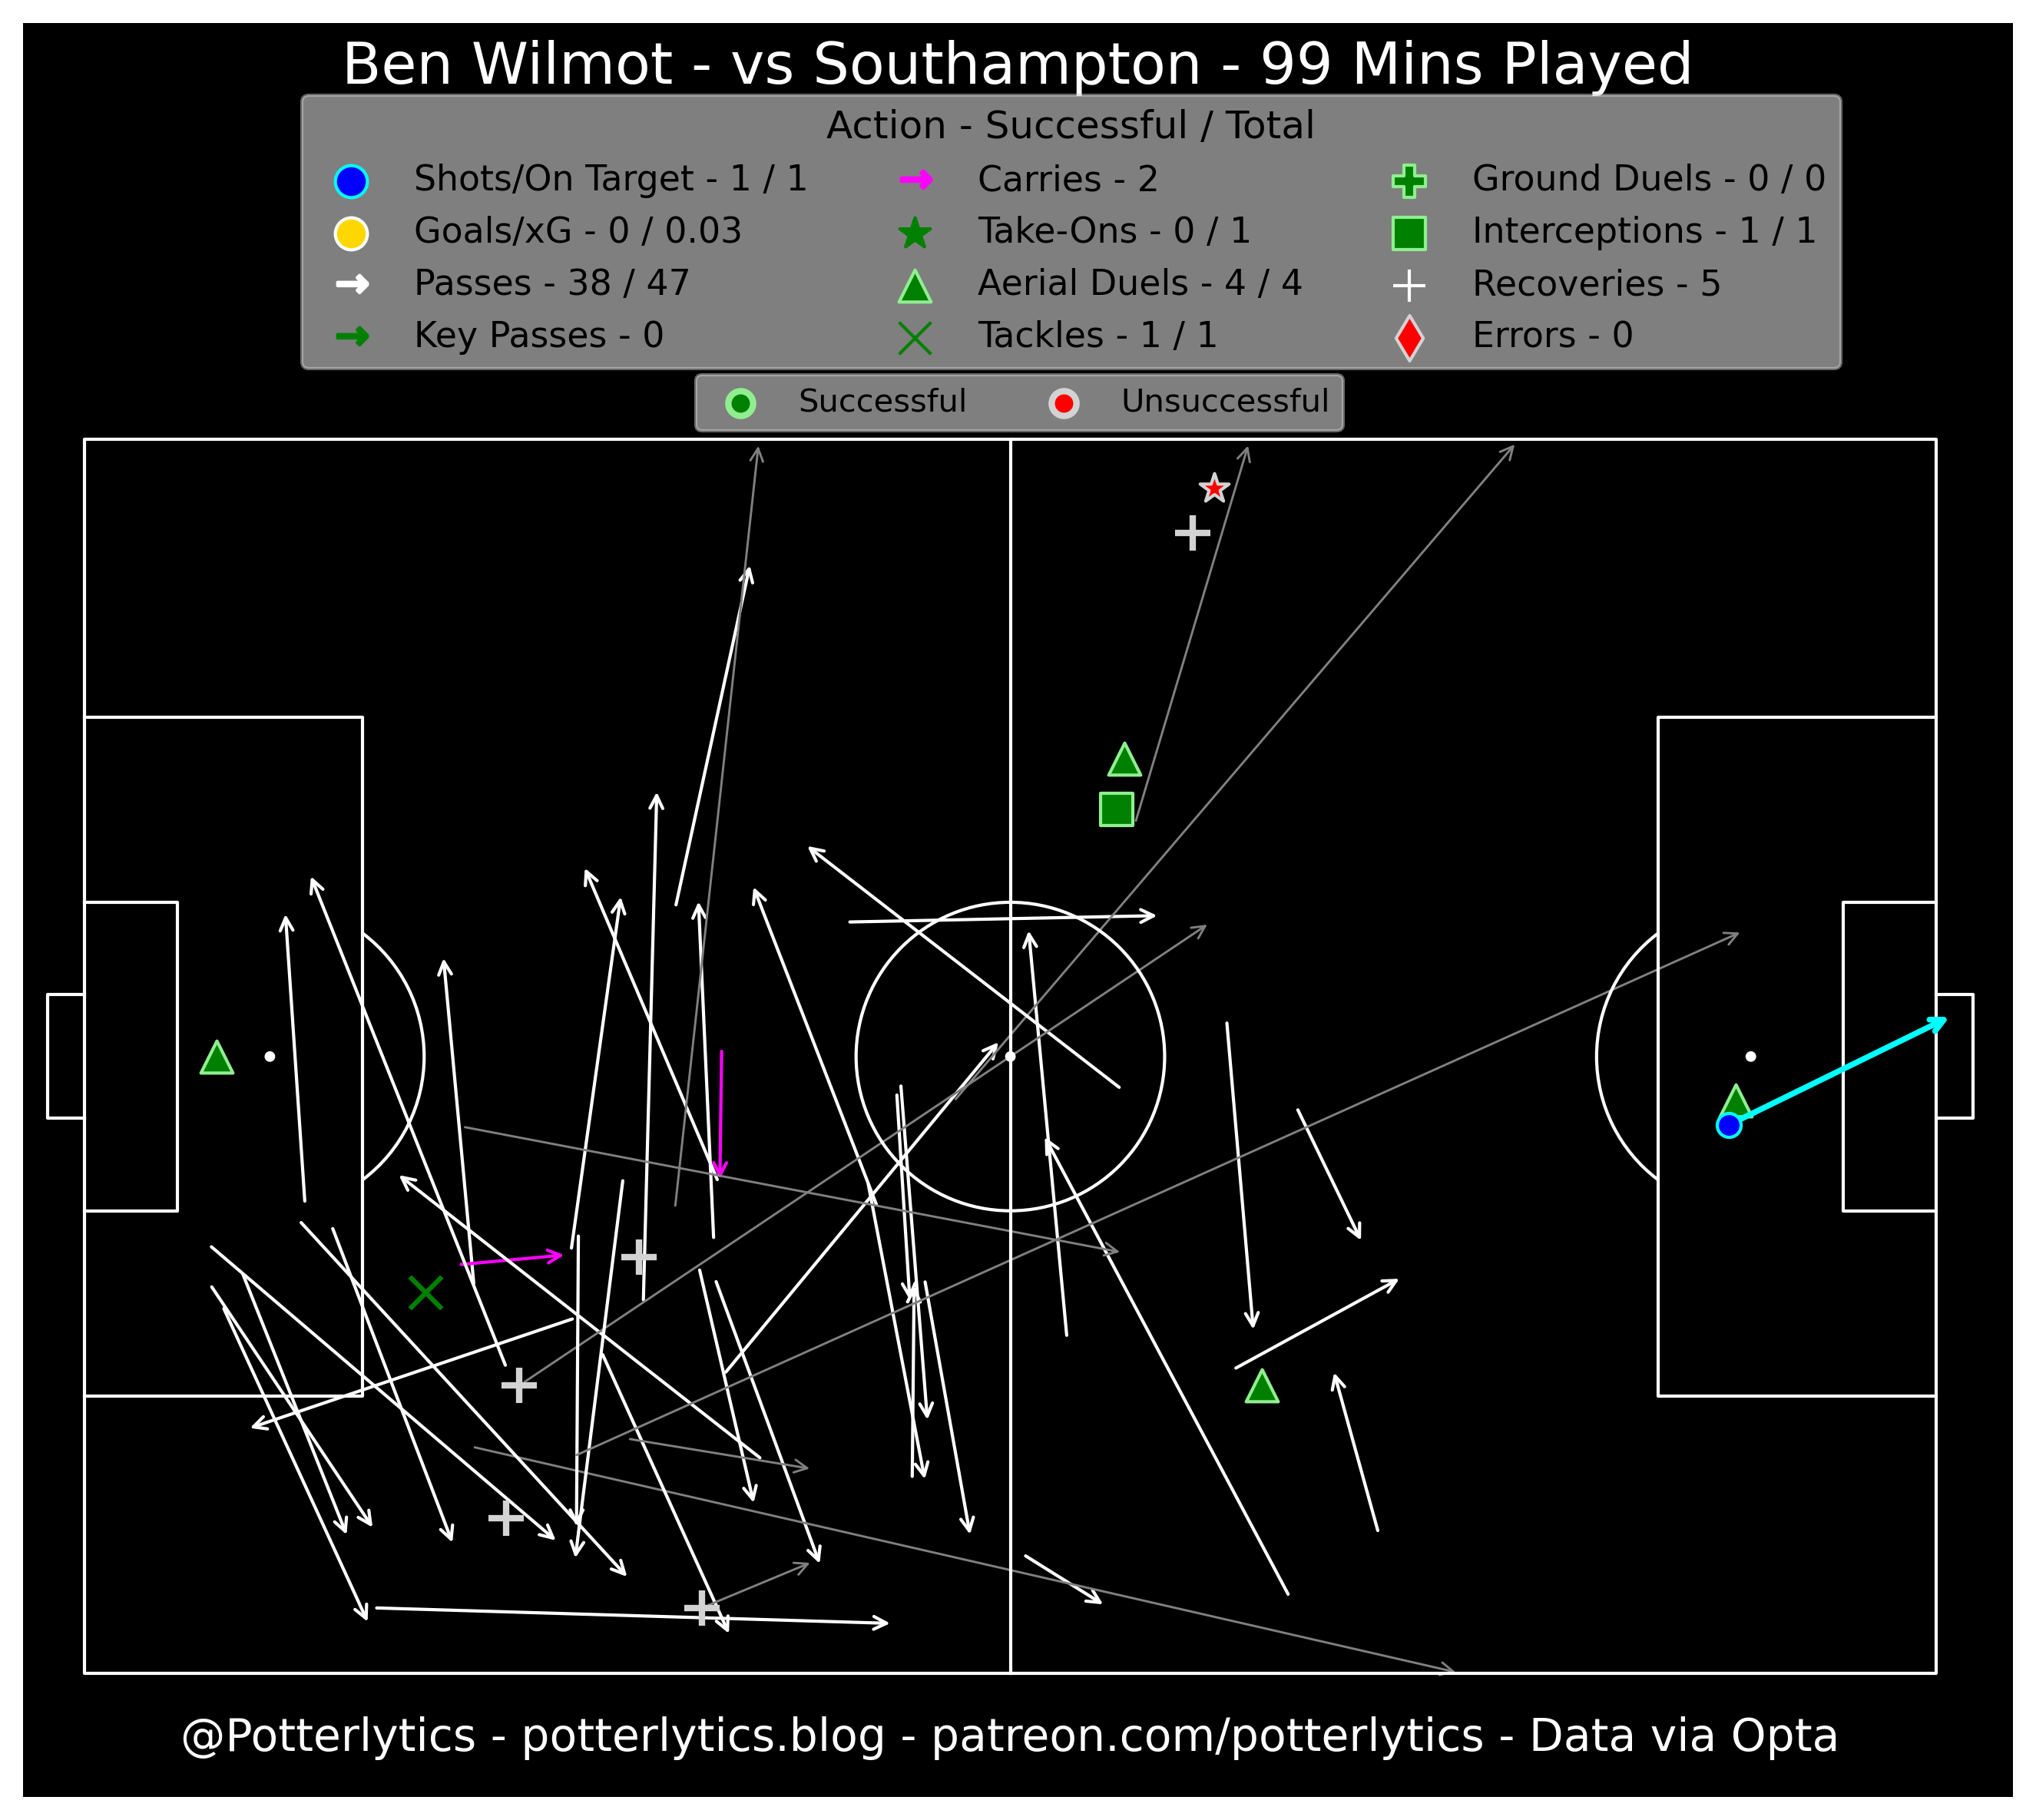 Ben Wilmot - vs Southampton - 99 Mins Played
Action - Successful / Total
Shots/On Target - 1 / 1
Goals/xG - 0 / 0.03
Passes - 38 / 47
Key Passes - 0
Carries - 2
Take-Ons - 0 / 1
Aerial Duels - 4 / 4
Tackles - 1 / 1
Ground Duels - 0 / 0
Interceptions - 1 / 1
Recoveries - 5
Errors - 0
Successful
Unsuccessful
@Potterlytics - potterlytics.blog - patreon.com/potterlytics - Data via Opta